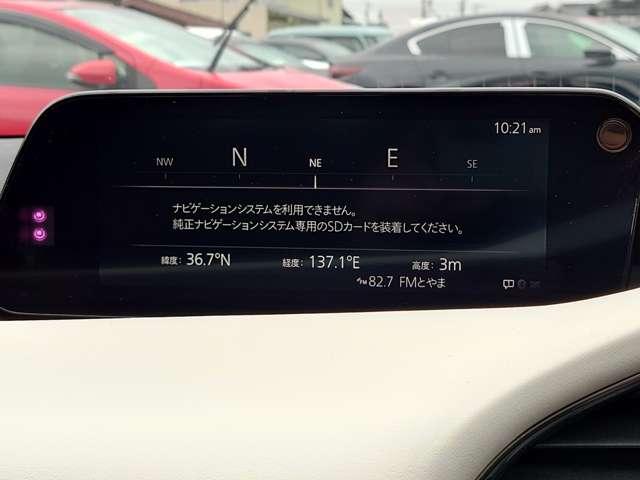 10:21am
NW N NE E SE
ナビゲーションシステムを利用できません。
純正ナビゲーションシステム専用のSDカードを装着してください。
緯度: 36.7°N 経度: 137.1°E 高度: 3m
FM 82.7 FMとやま